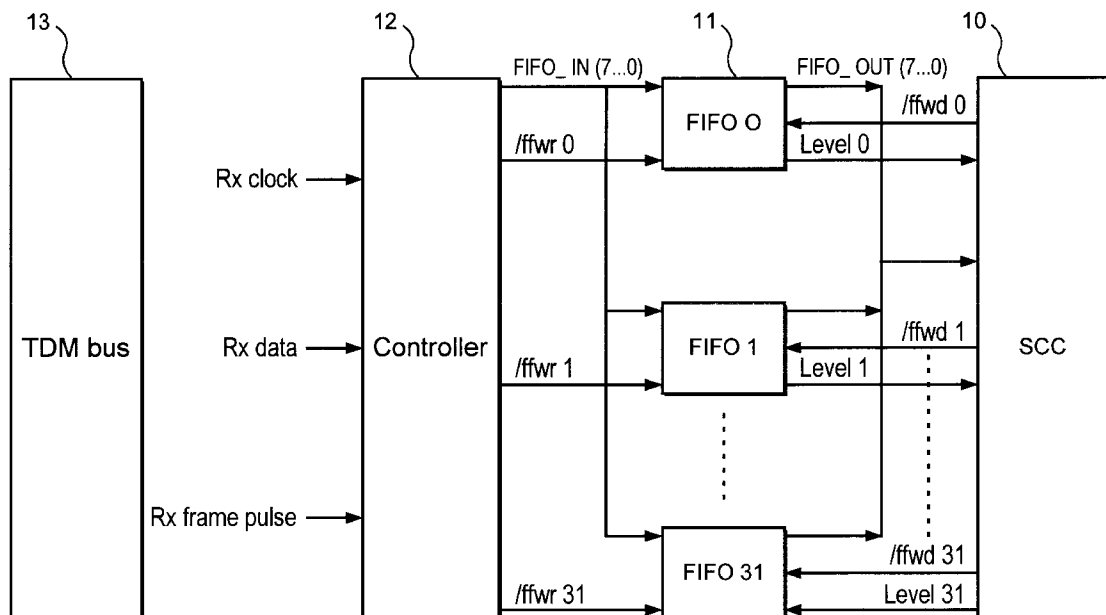 13
12
11
10
FIFO_ IN (7...0)
FIFO_ OUT (7...0)
/ffwd 0
FIFO O
/ffwr 0
Level 0
Rx clock
TDM bus
Rx data
Controller
/ffwr 1
FIFO 1
/ffwd 1
Level 1
SCC
Rx frame pulse
/ffwr 31
FIFO 31
/ffwd 31
Level 31